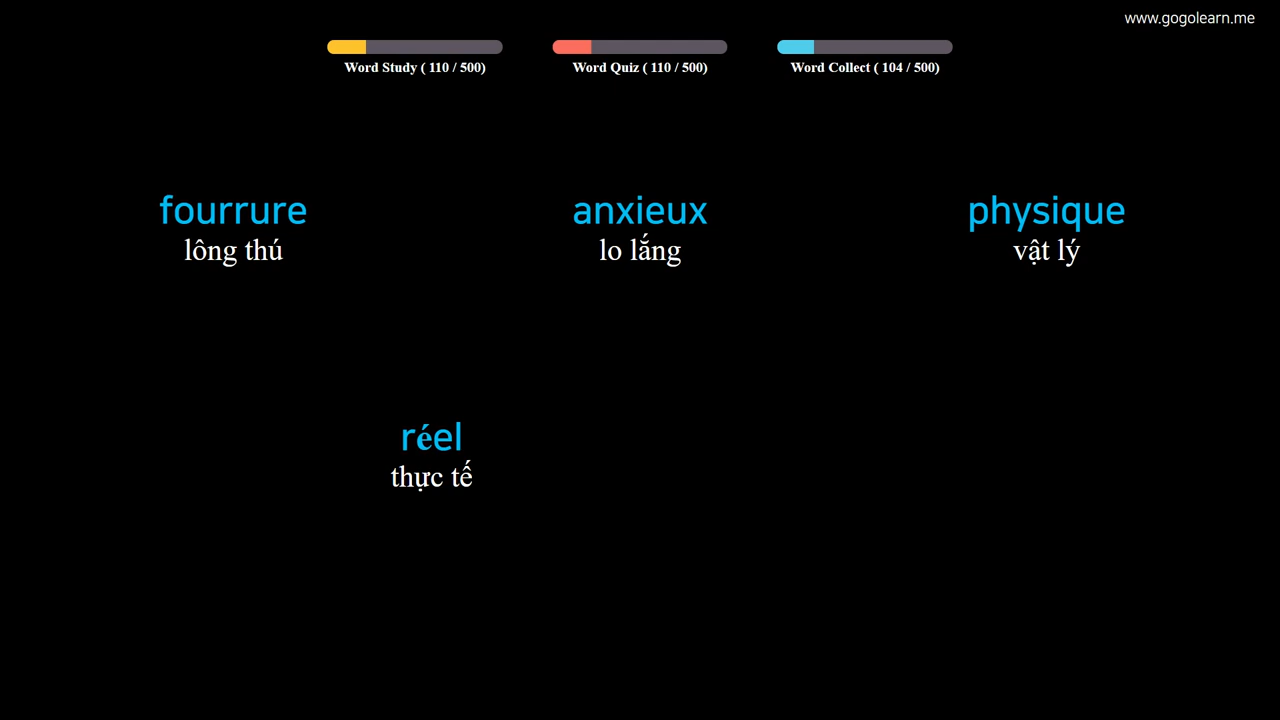 www.gogolearn.me
Word Study ( 110 / 500)
Word Quiz ( 110 / 500)
Word Collect ( 104 / 500)
fourrure
lông thú
anxieux
lo lắng
physique
vật lý
réel
thực tế